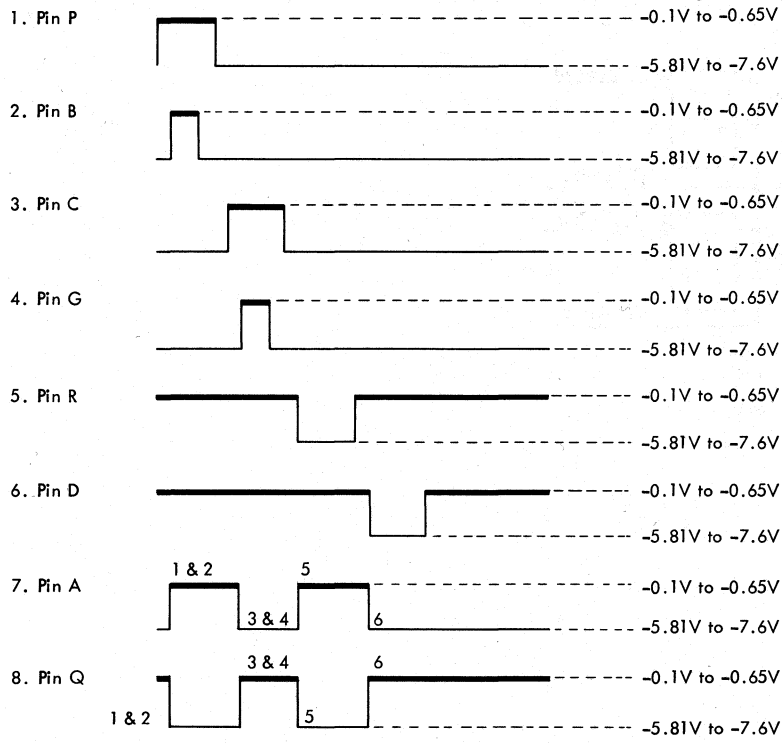 1. Pin P
-0.1V to -0.65V
-5.81V to -7.6V
2. Pin B
-0.1V to -0.65V
-5.81V to -7.6V
3. Pin C
-0.1V to -0.65V
-5.81V to -7.6V
4. Pin G
-0.1V to -0.65V
-5.81V to -7.6V
5. Pin R
-0.1V to -0.65V
-5.81V to -7.6V
6. Pin D
-0.1V to -0.65V
-5.81V to -7.6V
1 & 2 5
7. Pin A
-0.1V to -0.65V
3 & 4 6
-5.81V to -7.6V
3 & 4 6
8. Pin Q
-0.1V to -0.65V
1 & 2 5
-5.81V to -7.6V